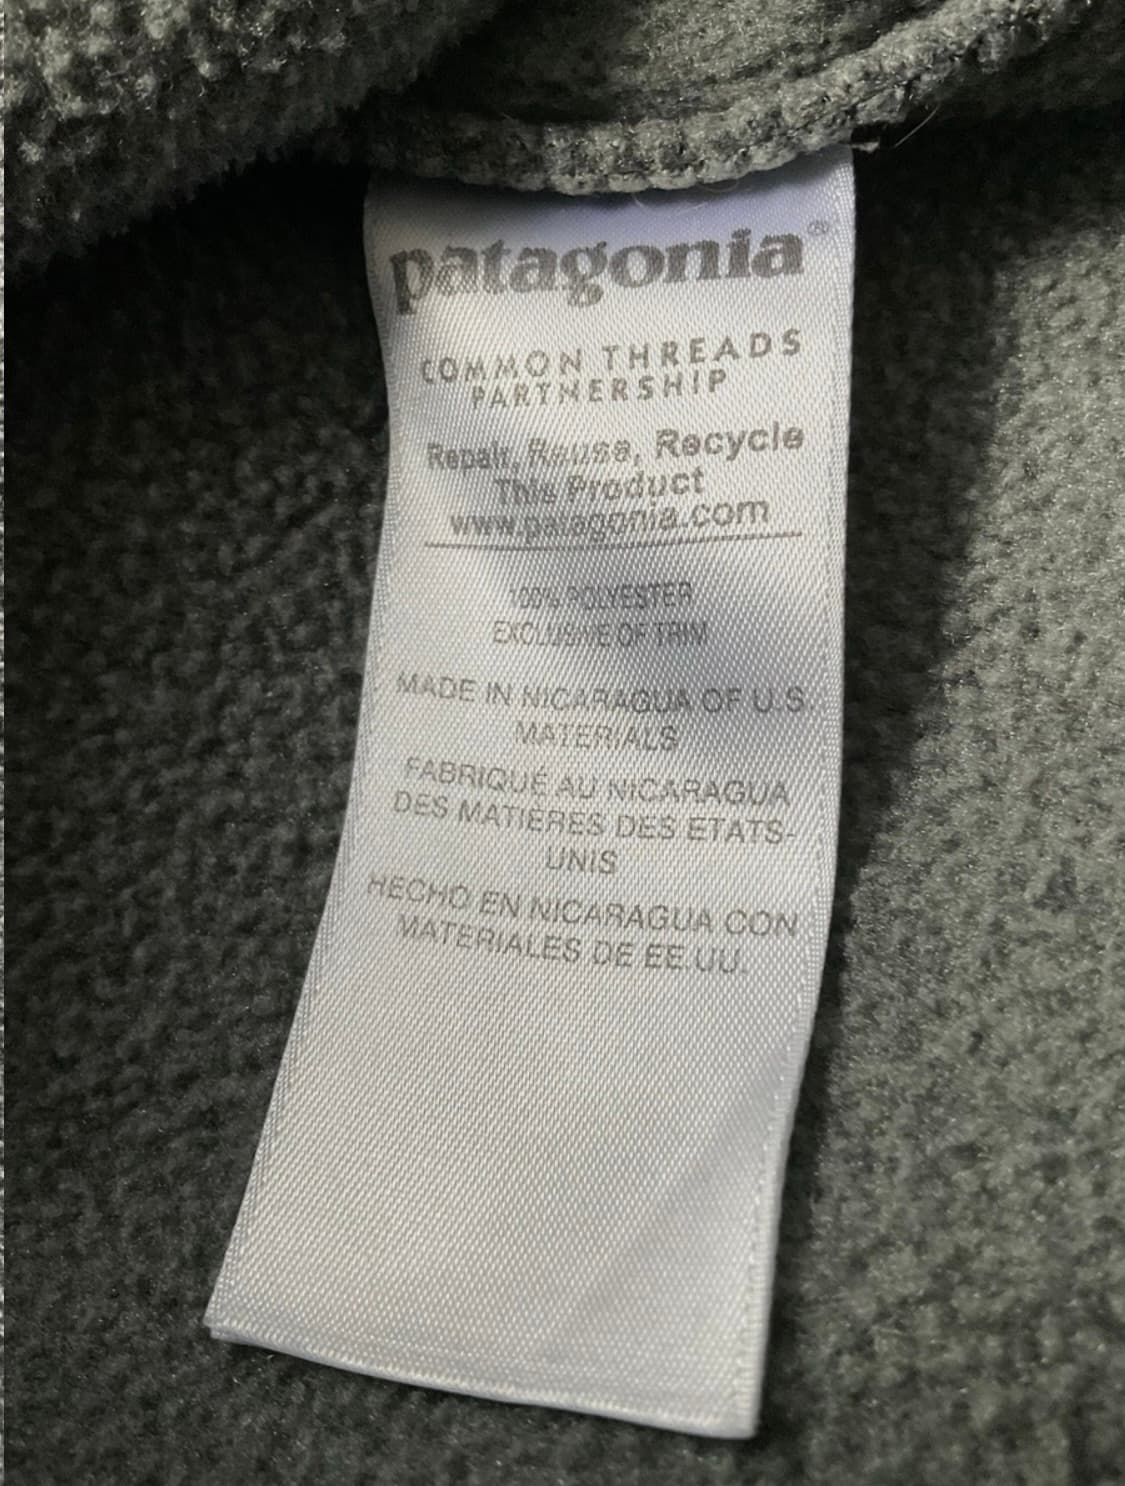 patagonia®
COMMON THREADS
PARTNERSHIP
Repair, Reuse, Recycle
This Product
www.patagonia.com
100% POLYESTER
EXCLUSIVE OF TRIM
MADE IN NICARAGUA OF U.S.
MATERIALS
FABRIQUÉ AU NICARAGUA
DES MATIÈRES DES ETATS-
UNIS
HECHO EN NICARAGUA CON
MATERIALES DE EE.UU.